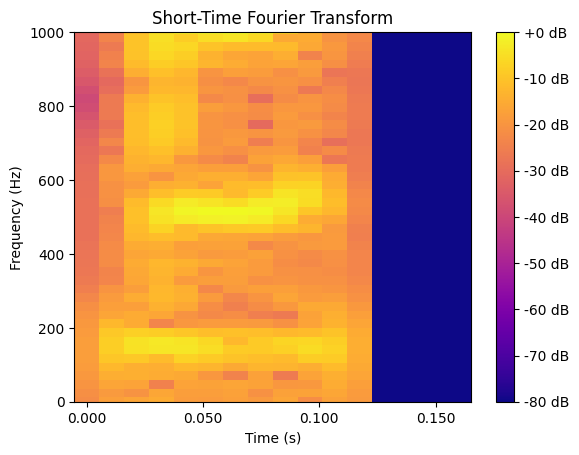 Short-Time Fourier Transform
1000
800
600
400
200
0
Frequency (Hz)
0.000
0.050
0.100
0.150
Time (s)
+0 dB
-10 dB
-20 dB
-30 dB
-40 dB
-50 dB
-60 dB
-70 dB
-80 dB